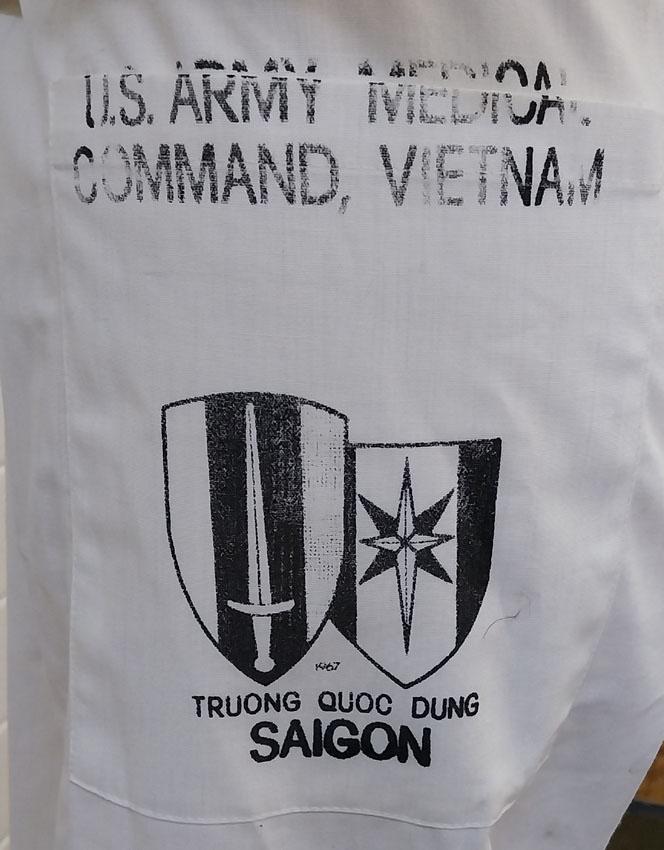 U.S. ARMY MEDICAL
COMMAND, VIETNAM
1967
TRUONG QUOC DUNG
SAIGON